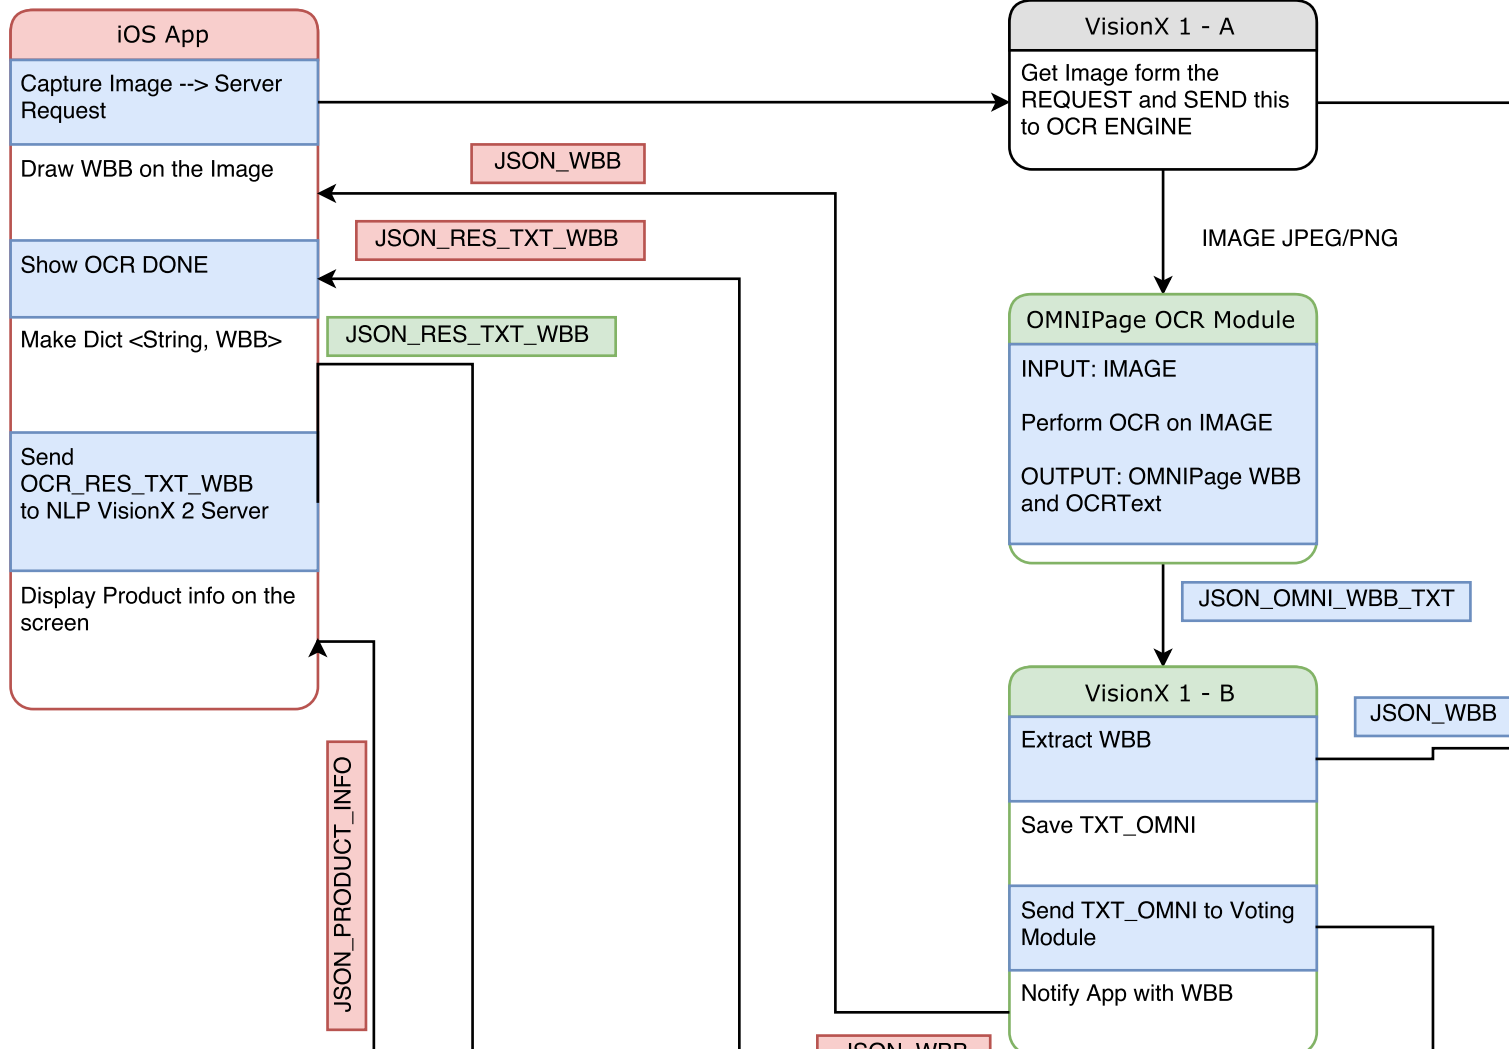 iOS App
Capture Image --> Server
Request
Draw WBB on the Image
Show OCR DONE
Make Dict <String, WBB>
Send
OCR_RES_TXT_WBB
to NLP VisionX 2 Server
Display Product info on the
screen
JSON_WBB
JSON_RES_TXT_WBB
JSON_RES_TXT_WBB
JSON_PRODUCT_INFO
VisionX 1 - A
Get Image form the
REQUEST and SEND this
to OCR ENGINE
IMAGE JPEG/PNG
OMNIPage OCR Module
INPUT: IMAGE
Perform OCR on IMAGE
OUTPUT: OMNIPage WBB
and OCRText
JSON_OMNI_WBB_TXT
VisionX 1 - B
Extract WBB
Save TXT_OMNI
Send TXT_OMNI to Voting
Module
Notify App with WBB
JSON_WBB
JSON_WBB